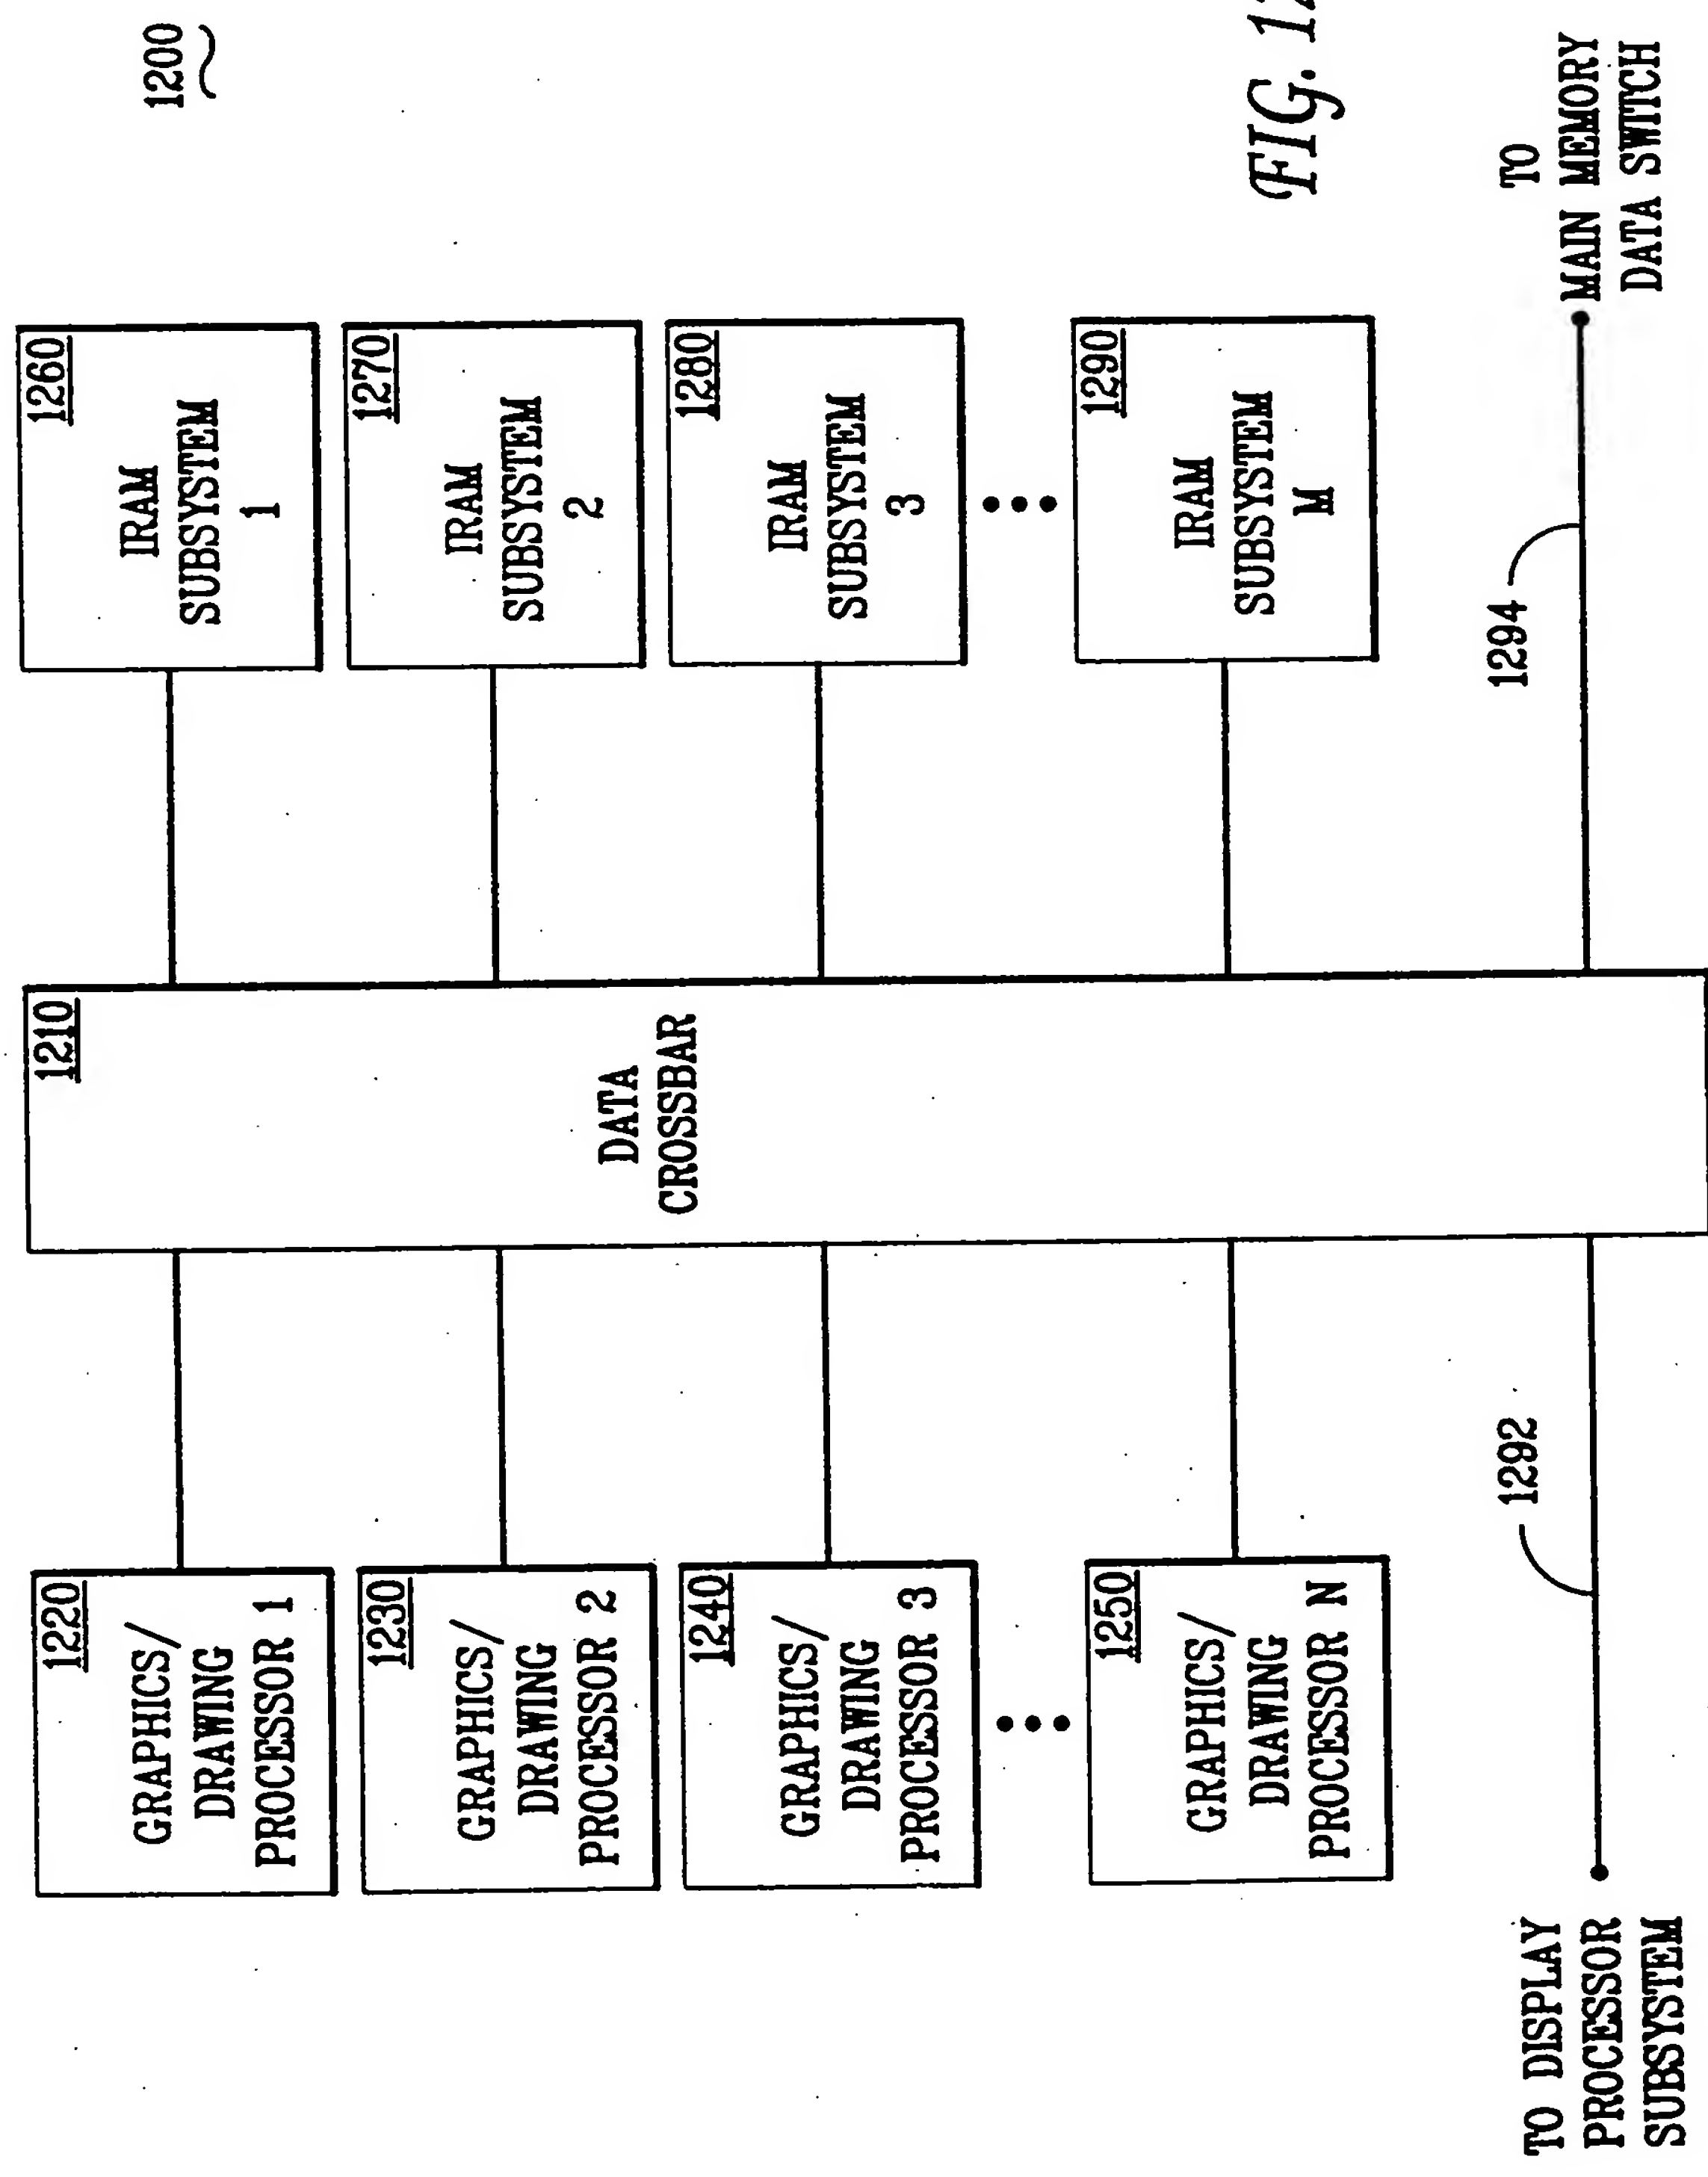 1200
1220
GRAPHICS/
DRAWING
PROCESSOR 1
1230
GRAPHICS/
DRAWING
PROCESSOR 2
1240
GRAPHICS/
DRAWING
PROCESSOR 3
1250
GRAPHICS/
DRAWING
PROCESSOR N
1210
DATA
CROSSBAR
1260
IRAM
SUBSYSTEM
1
1270
IRAM
SUBSYSTEM
2
1280
IRAM
SUBSYSTEM
3
1290
IRAM
SUBSYSTEM
M
1292
TO DISPLAY
PROCESSOR
SUBSYSTEM
1294
TO
MAIN MEMORY
DATA SWITCH
FIG. 12